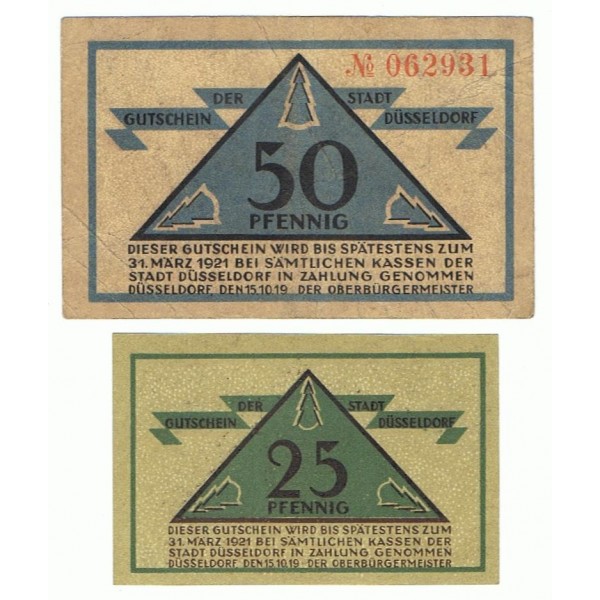 № 062931
GUTSCHEIN DER STADT DÜSSELDORF
50
PFENNIG
DIESER GUTSCHEIN WIRD BIS SPÄTESTENS ZUM
31. MÄRZ 1921 BEI SÄMTLICHEN KASSEN DER
STADT DÜSSELDORF IN ZAHLUNG GENOMMEN
DÜSSELDORF, DEN 15.10.19 DER OBERBÜRGERMEISTER
GUTSCHEIN DER STADT DÜSSELDORF
25
PFENNIG
DIESER GUTSCHEIN WIRD BIS SPÄTESTENS ZUM
31. MÄRZ 1921 BEI SÄMTLICHEN KASSEN DER
STADT DÜSSELDORF IN ZAHLUNG GENOMMEN
DÜSSELDORF, DEN 15.10.19 DER OBERBÜRGERMEISTER